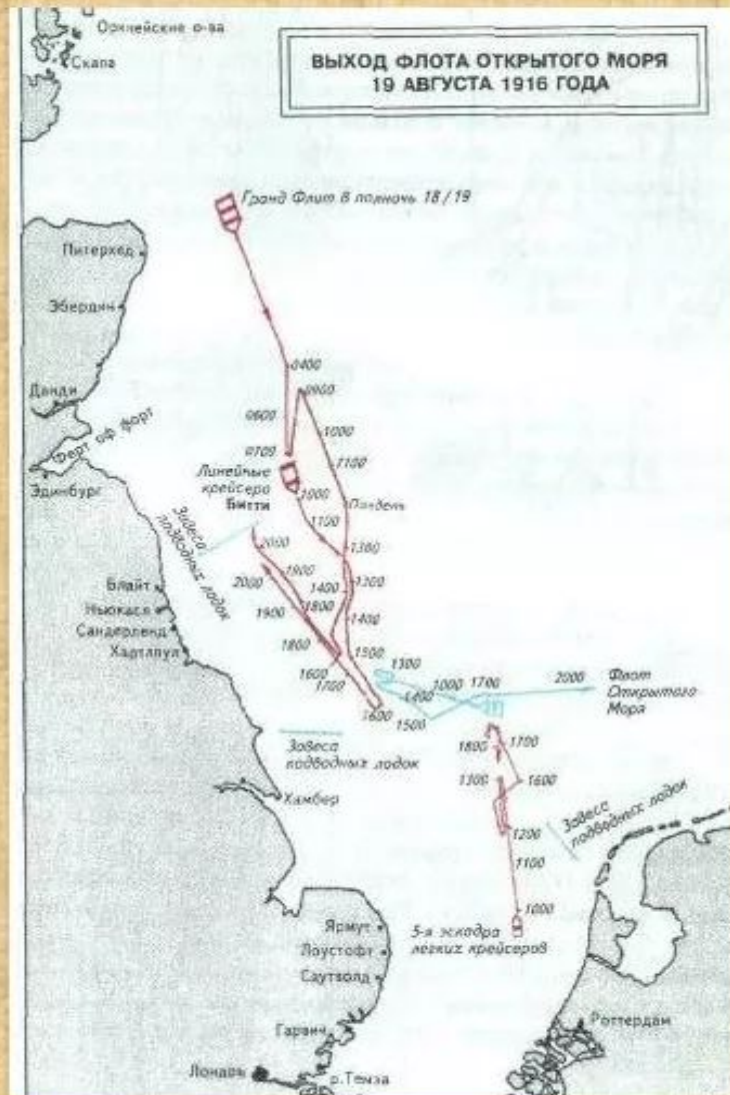 Оркнейские о-ва
Скапа
ВЫХОД ФЛОТА ОТКРЫТОГО МОРЯ
19 АВГУСТА 1916 ГОДА
Гранд Флит в полночь 18/19
Питерхед
Эбердин
Данди
Ферт оф Форт
Эдинбург
0400
0900
0600
1000
0700
1100
Линейные
крейсера
Битти
1000
Полдень
1100
Завеса
подводных лодок
2000
1300
1900
1300
2000
1400
Блайт
1800
Ньюкасл
1900
1400
Сандерленд
Хартлпул
1800
1500
1600
1300
1700
1000
1700
2000
Флот
Открытого
Моря
1400
1600
1500
Завеса
подводных лодок
1800
1700
1300
1600
Хамбер
Завеса
подводных лодок
1200
1100
1000
5-я эскадра
легких крейсеров
Ярмут
Лоустофт
Саутволд
Гарвич
Роттердам
Лондон
р.Темза